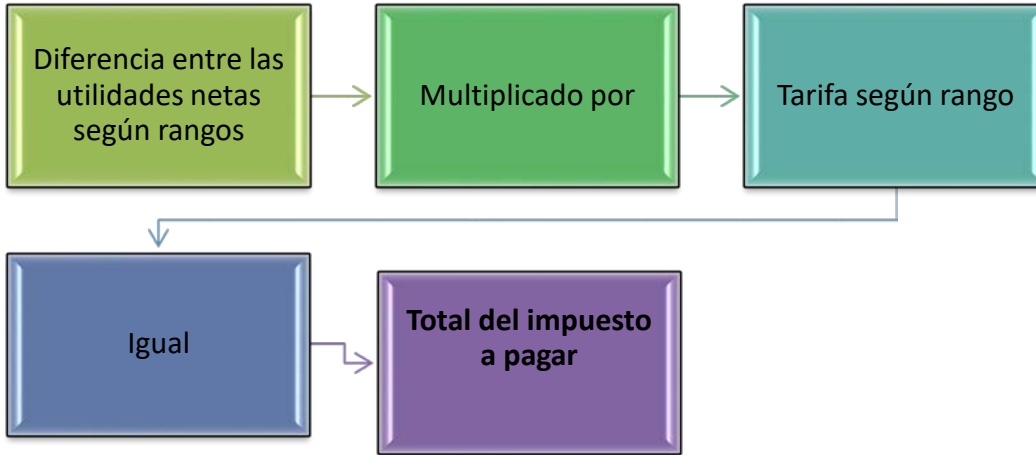 Diferencia entre las
utilidades netas
según rangos
Multiplicado por
Tarifa según rango
Igual
Total del impuesto
a pagar